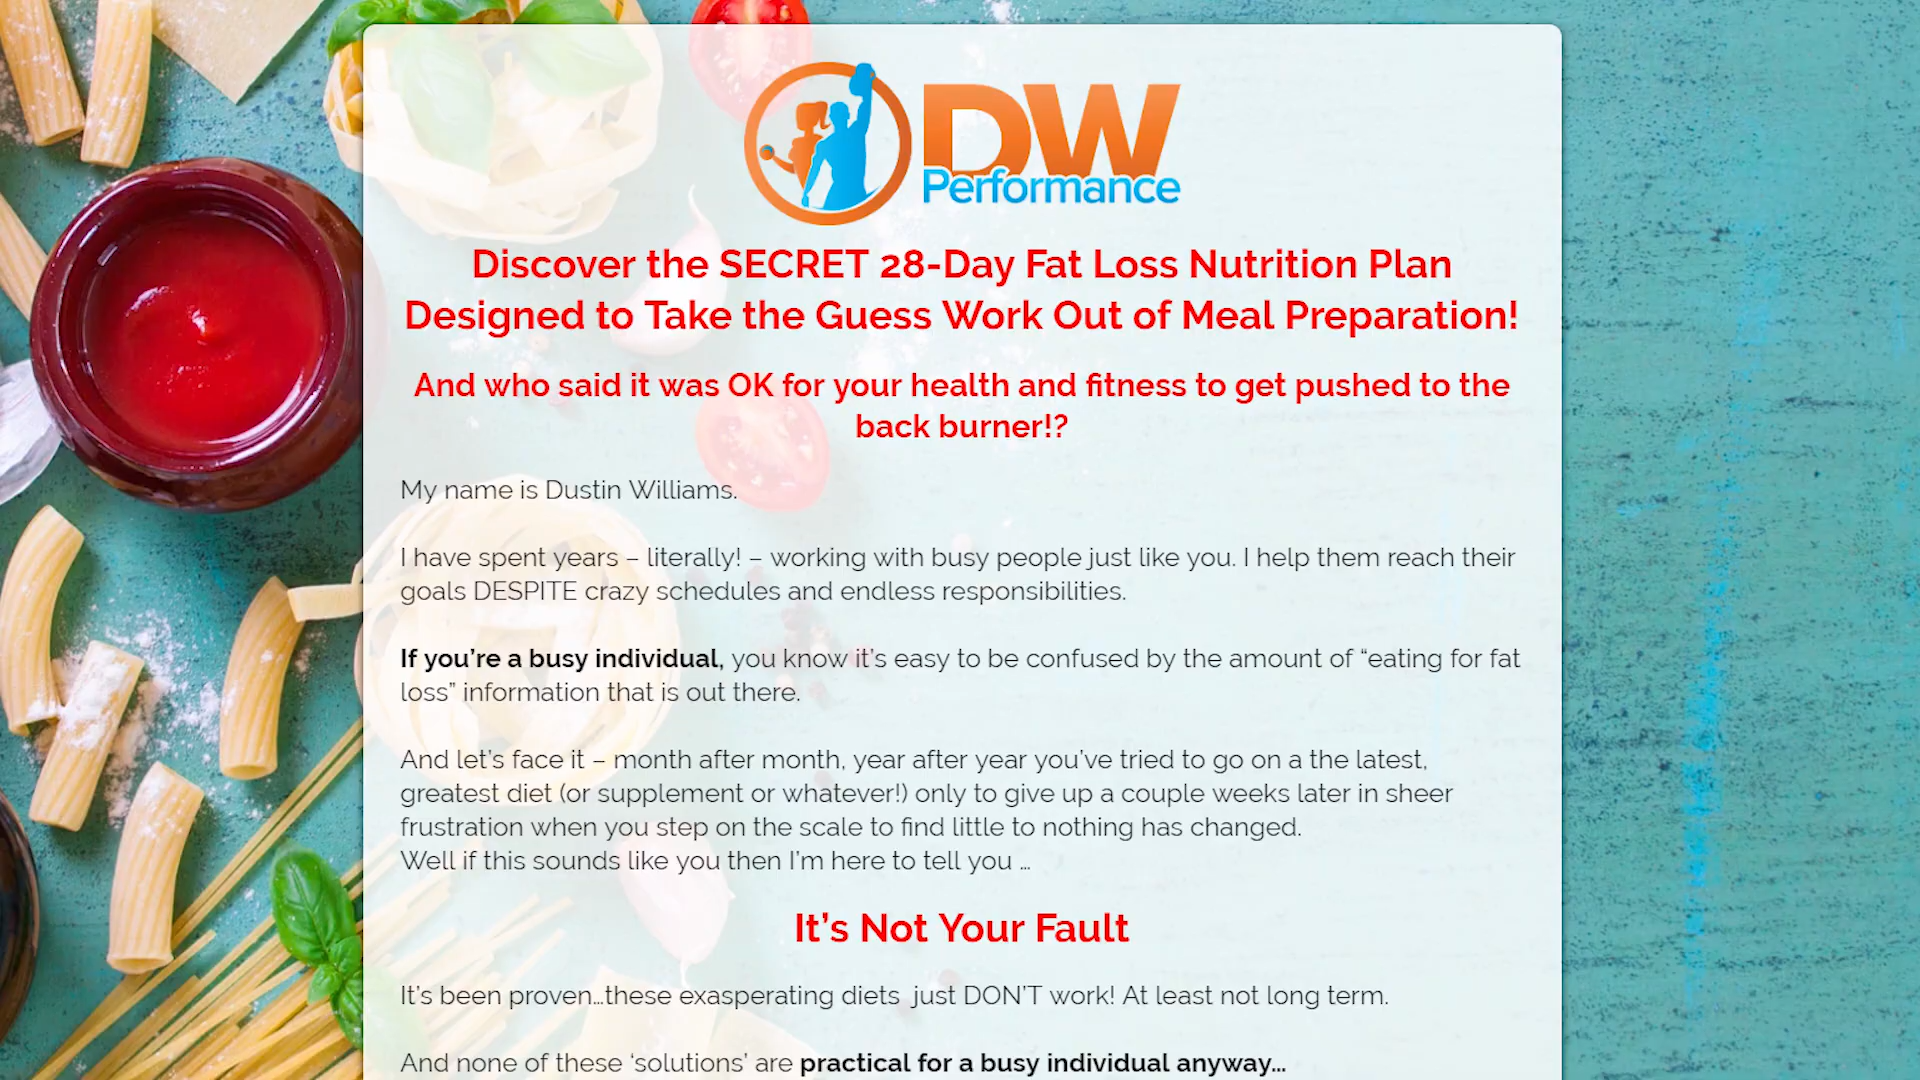 DW
Performance
Discover the SECRET 28-Day Fat Loss Nutrition Plan
Designed to Take the Guess Work Out of Meal Preparation!
And who said it was OK for your health and fitness to get pushed to the
back burner!?
My name is Dustin Williams.
I have spent years – literally! – working with busy people just like you. I help them reach their
goals DESPITE crazy schedules and endless responsibilities.
If you’re a busy individual, you know it’s easy to be confused by the amount of “eating for fat
loss” information that is out there.
And let’s face it – month after month, year after year you’ve tried to go on a the latest,
greatest diet (or supplement or whatever!) only to give up a couple weeks later in sheer
frustration when you step on the scale to find little to nothing has changed.
Well if this sounds like you then I’m here to tell you …
It’s Not Your Fault
It’s been proven…these exasperating diets  just DON’T work! At least not long term.
And none of these ‘solutions’ are practical for a busy individual anyway…